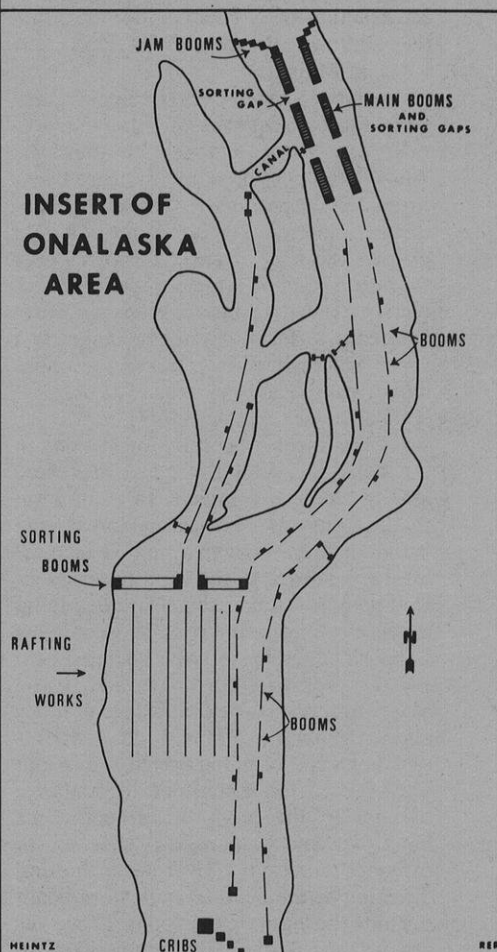 JAM BOOMS
SORTING
GAP
MAIN BOOMS
AND
SORTING GAPS
CANAL
INSERT OF
ONALASKA
AREA
BOOMS
SORTING
BOOMS
N
RAFTING
WORKS
BOOMS
HEINTZ
CRIBS